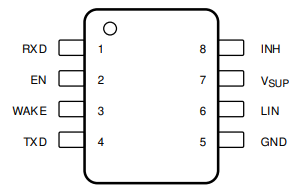 RXD 1 8 INH
EN 2 7 VSUP
WAKE 3 6 LIN
TXD 4 5 GND